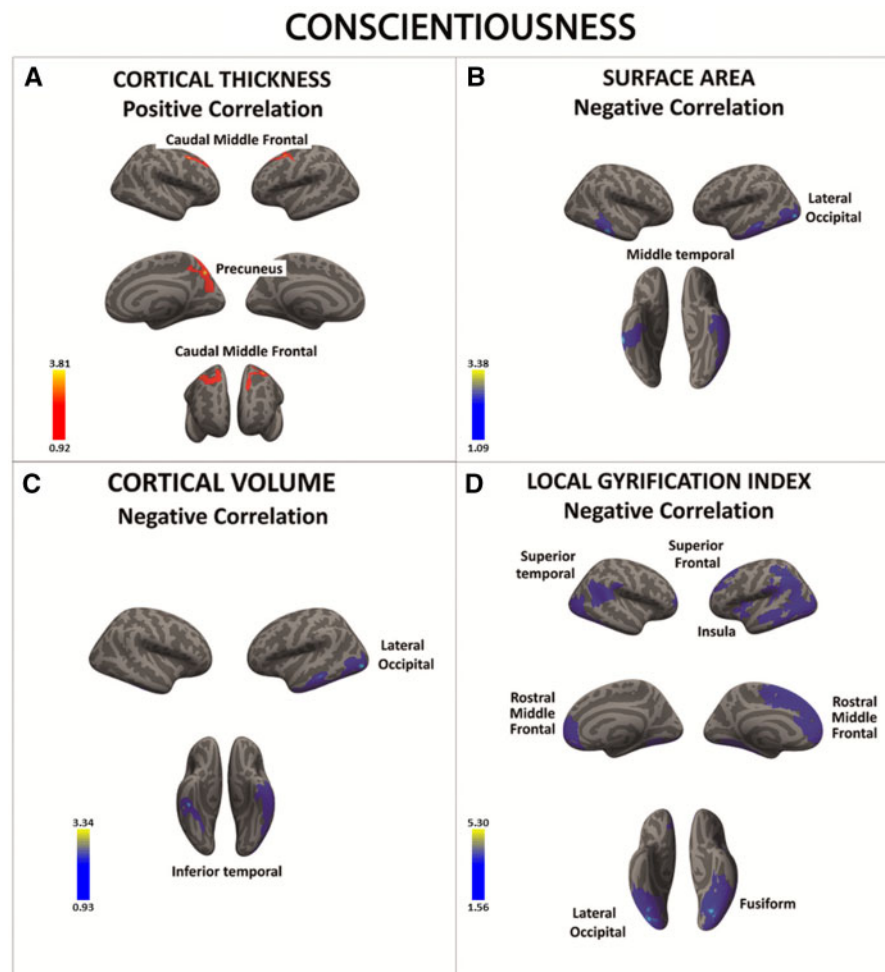 CONSCIENTIOUSNESS
A
CORTICAL THICKNESS
Positive Correlation
Caudal Middle Frontal
Precuneus
Caudal Middle Frontal
3.81
0.92
B
SURFACE AREA
Negative Correlation
Lateral
Occipital
Middle temporal
3.38
1.09
C
CORTICAL VOLUME
Negative Correlation
Lateral
Occipital
3.34
0.93
Inferior temporal
D
LOCAL GYRIFICATION INDEX
Negative Correlation
Superior
temporal
Superior
Frontal
Insula
Rostral
Middle
Frontal
Rostral
Middle
Frontal
5.30
1.56
Lateral
Occipital
Fusiform